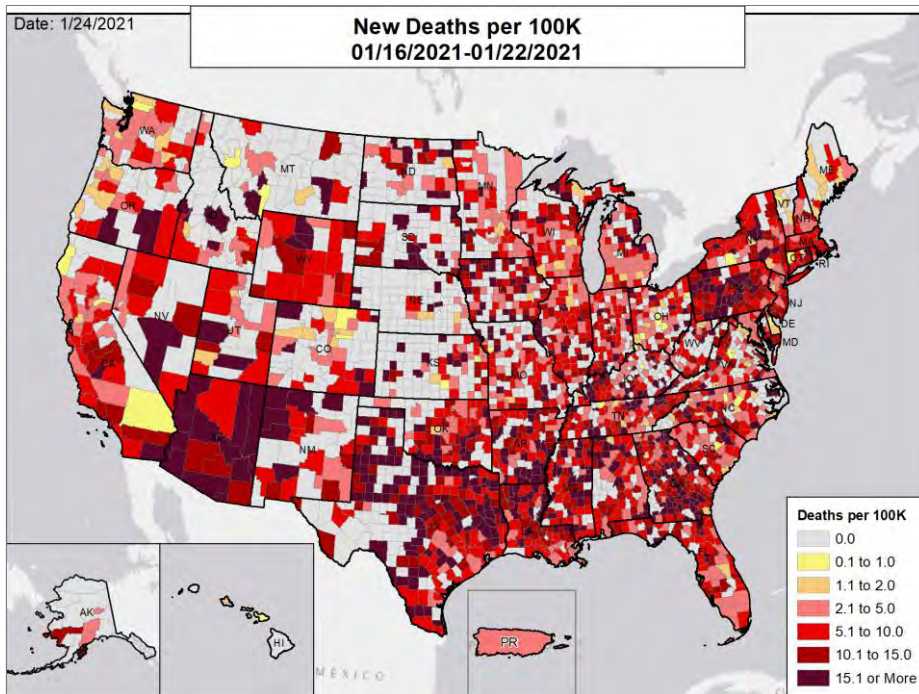 Date: 1/24/2021
New Deaths per 100K
01/16/2021-01/22/2021
WA
MT
ND
MN
ME
VT
NH
OR
ID
WY
SD
WI
MI
NY
MA
CT
RI
NV
UT
CO
NE
IA
IL
IN
OH
PA
NJ
DE
MD
CA
KS
MO
KY
WV
VA
AZ
NM
OK
AR
TN
NC
SC
MS
AL
GA
LA
FL
AK
HI
PR
MÉXICO
Deaths per 100K
0.0
0.1 to 1.0
1.1 to 2.0
2.1 to 5.0
5.1 to 10.0
10.1 to 15.0
15.1 or More